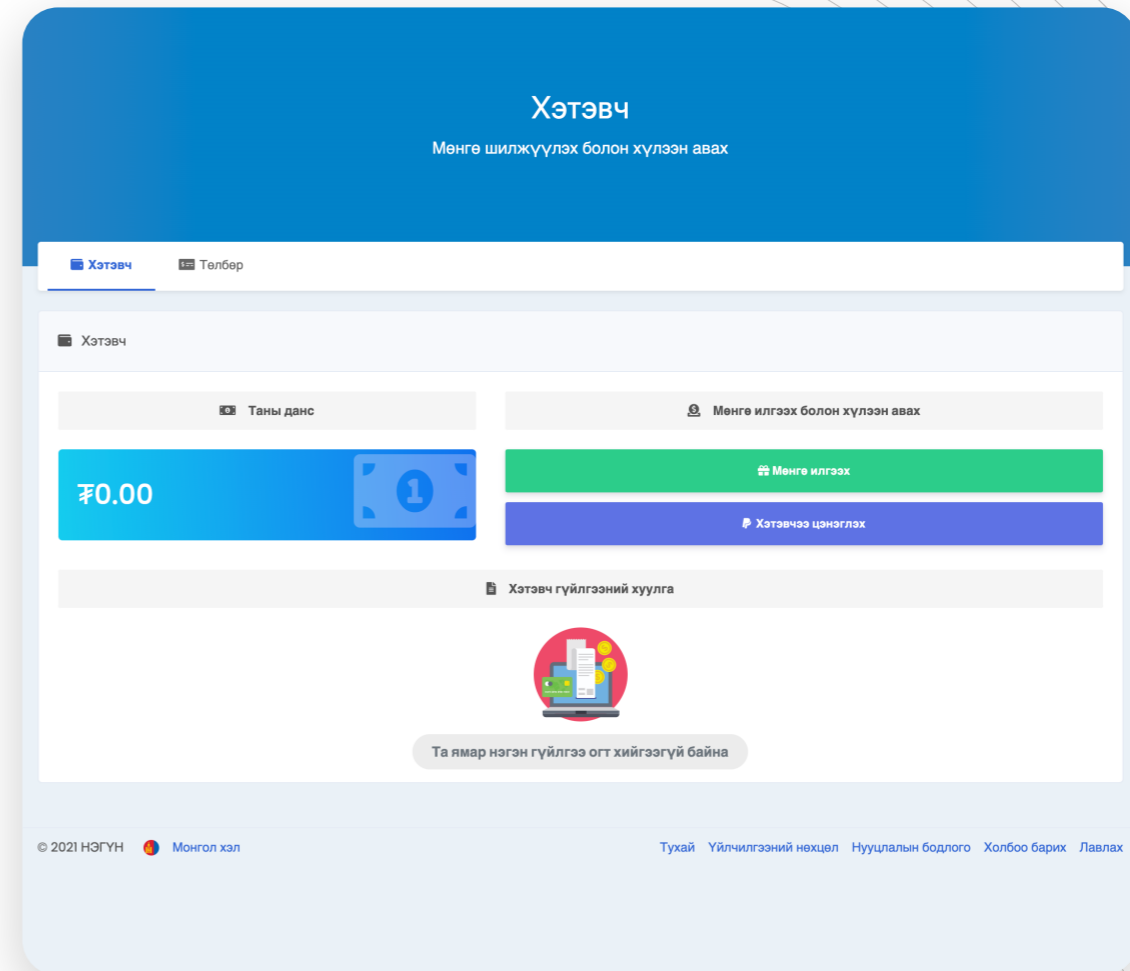 Хэтэвч
Мөнгө шилжүүлэх болон хүлээн авах
Хэтэвч
Төлбөр
Хэтэвч
Таны данс
Мөнгө илгээх болон хүлээн авах
₮0.00
1
Мөнгө илгээх
Хэтэвчээ цэнэглэх
Хэтэвч гүйлгээний хуулга
Та ямар нэгэн гүйлгээ огт хийгээгүй байна
© 2021 НЭГҮН Монгол хэл
Тухай Үйлчилгээний нөхцөл Нууцлалын бодлого Холбоо барих Лавлах